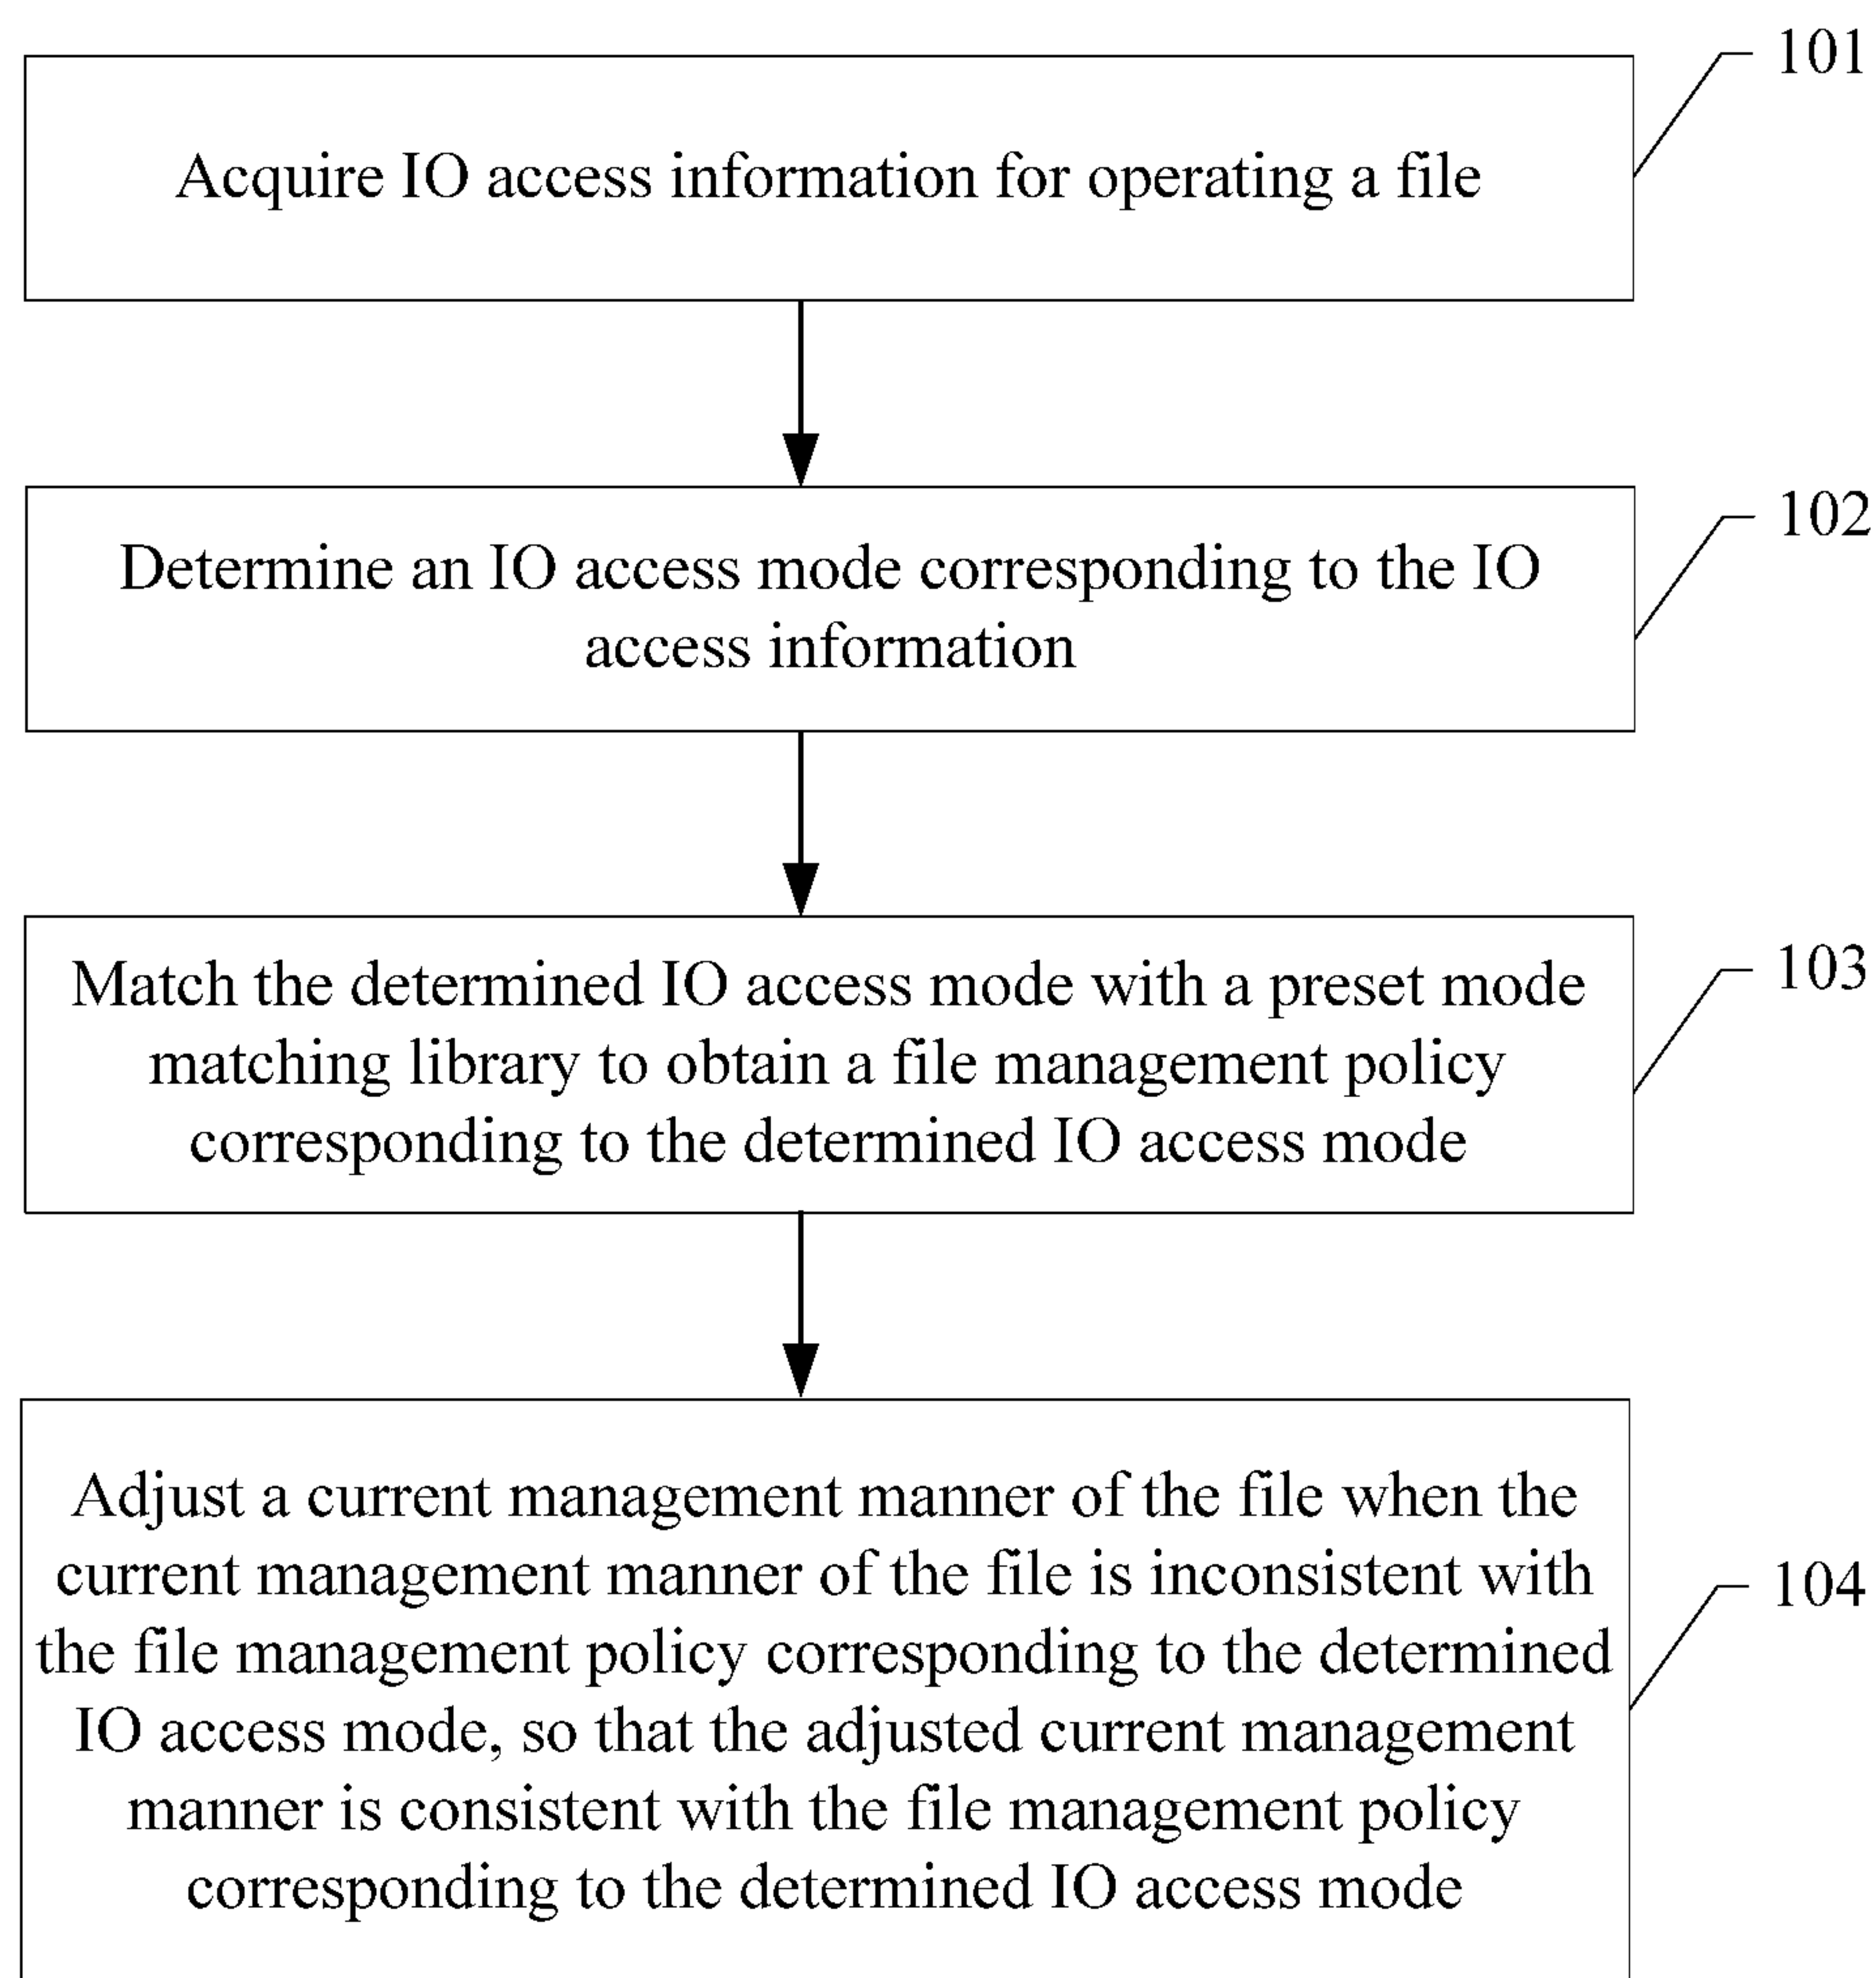 101
Acquire IO access information for operating a file
102
Determine an IO access mode corresponding to the IO
access information
103
Match the determined IO access mode with a preset mode
matching library to obtain a file management policy
corresponding to the determined IO access mode
104
Adjust a current management manner of the file when the
current management manner of the file is inconsistent with
the file management policy corresponding to the determined
IO access mode, so that the adjusted current management
manner is consistent with the file management policy
corresponding to the determined IO access mode